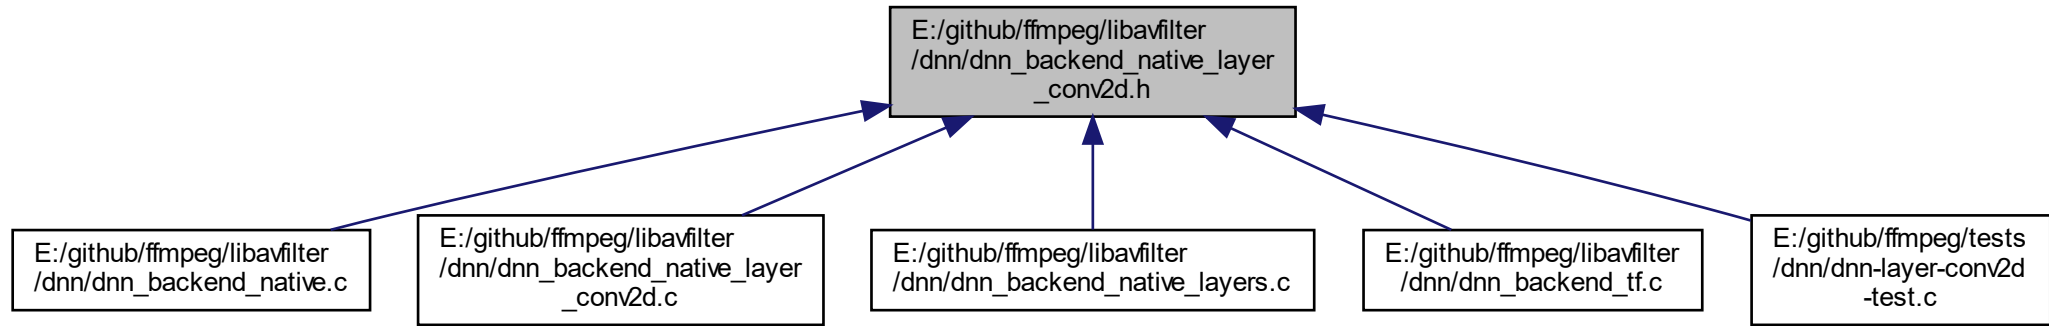 E:/github/ffmpeg/libavfilter
/dnn/dnn_backend_native_layer
_conv2d.h
E:/github/ffmpeg/libavfilter
/dnn/dnn_backend_native.c
E:/github/ffmpeg/libavfilter
/dnn/dnn_backend_native_layer
_conv2d.c
E:/github/ffmpeg/libavfilter
/dnn/dnn_backend_native_layers.c
E:/github/ffmpeg/libavfilter
/dnn/dnn_backend_tf.c
E:/github/ffmpeg/tests
/dnn/dnn-layer-conv2d
-test.c